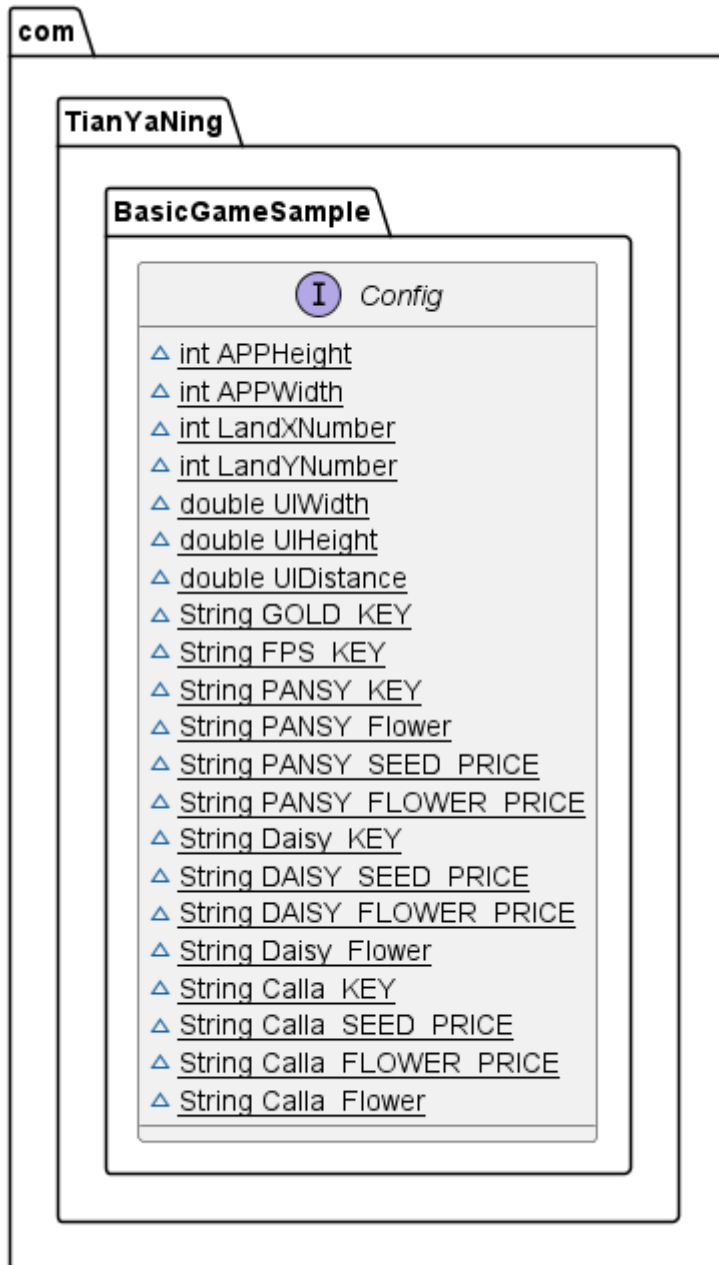 com
TianYaNing
BasicGameSample
I Config
int APPHeight
int APPWidth
int LandXNumber
int LandYNumber
double UIWidth
double UIHeight
double UIDistance
String GOLD_KEY
String FPS_KEY
String PANSY_KEY
String PANSY_Flower
String PANSY_SEED_PRICE
String PANSY_FLOWER_PRICE
String Daisy_KEY
String DAISY_SEED_PRICE
String DAISY_FLOWER_PRICE
String Daisy_Flower
String Calla_KEY
String Calla_SEED_PRICE
String Calla_FLOWER_PRICE
String Calla_Flower